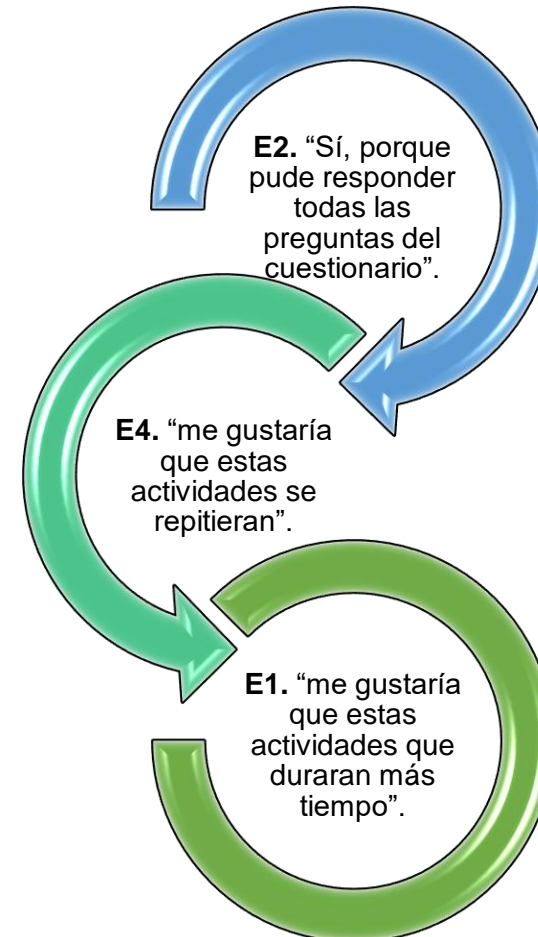 E2. “Sí, porque
pude responder
todas las
preguntas del
cuestionario”.
E4. “me gustaría
que estas
actividades se
repitieran”.
E1. “me gustaría
que estas
actividades que
duraran más
tiempo”.